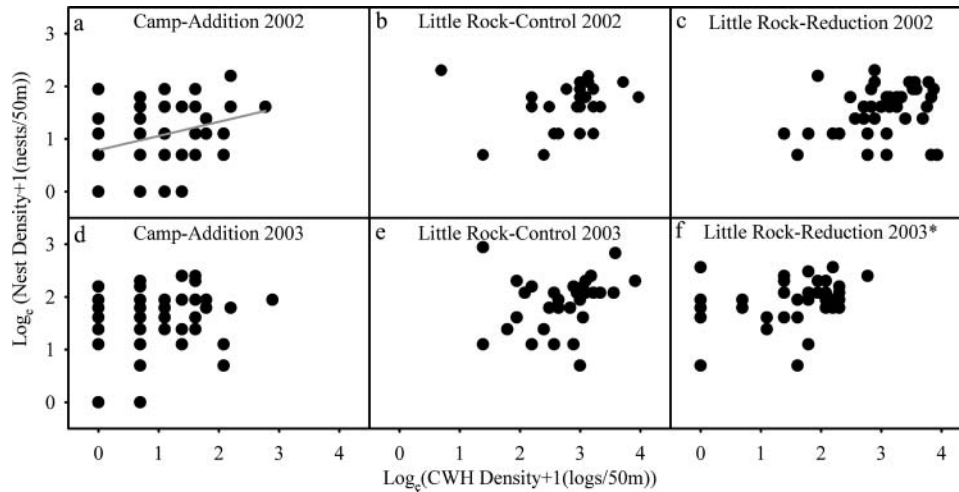 a Camp-Addition 2002
b Little Rock-Control 2002
c Little Rock-Reduction 2002
3
2
1
0
d Camp-Addition 2003
e Little Rock-Control 2003
f Little Rock-Reduction 2003*
3
2
1
0
0 1 2 3 4
0 1 2 3 4
0 1 2 3 4
Logₑ(Nest Density+1(nests/50m))
Logₑ(CWH Density+1(logs/50m))